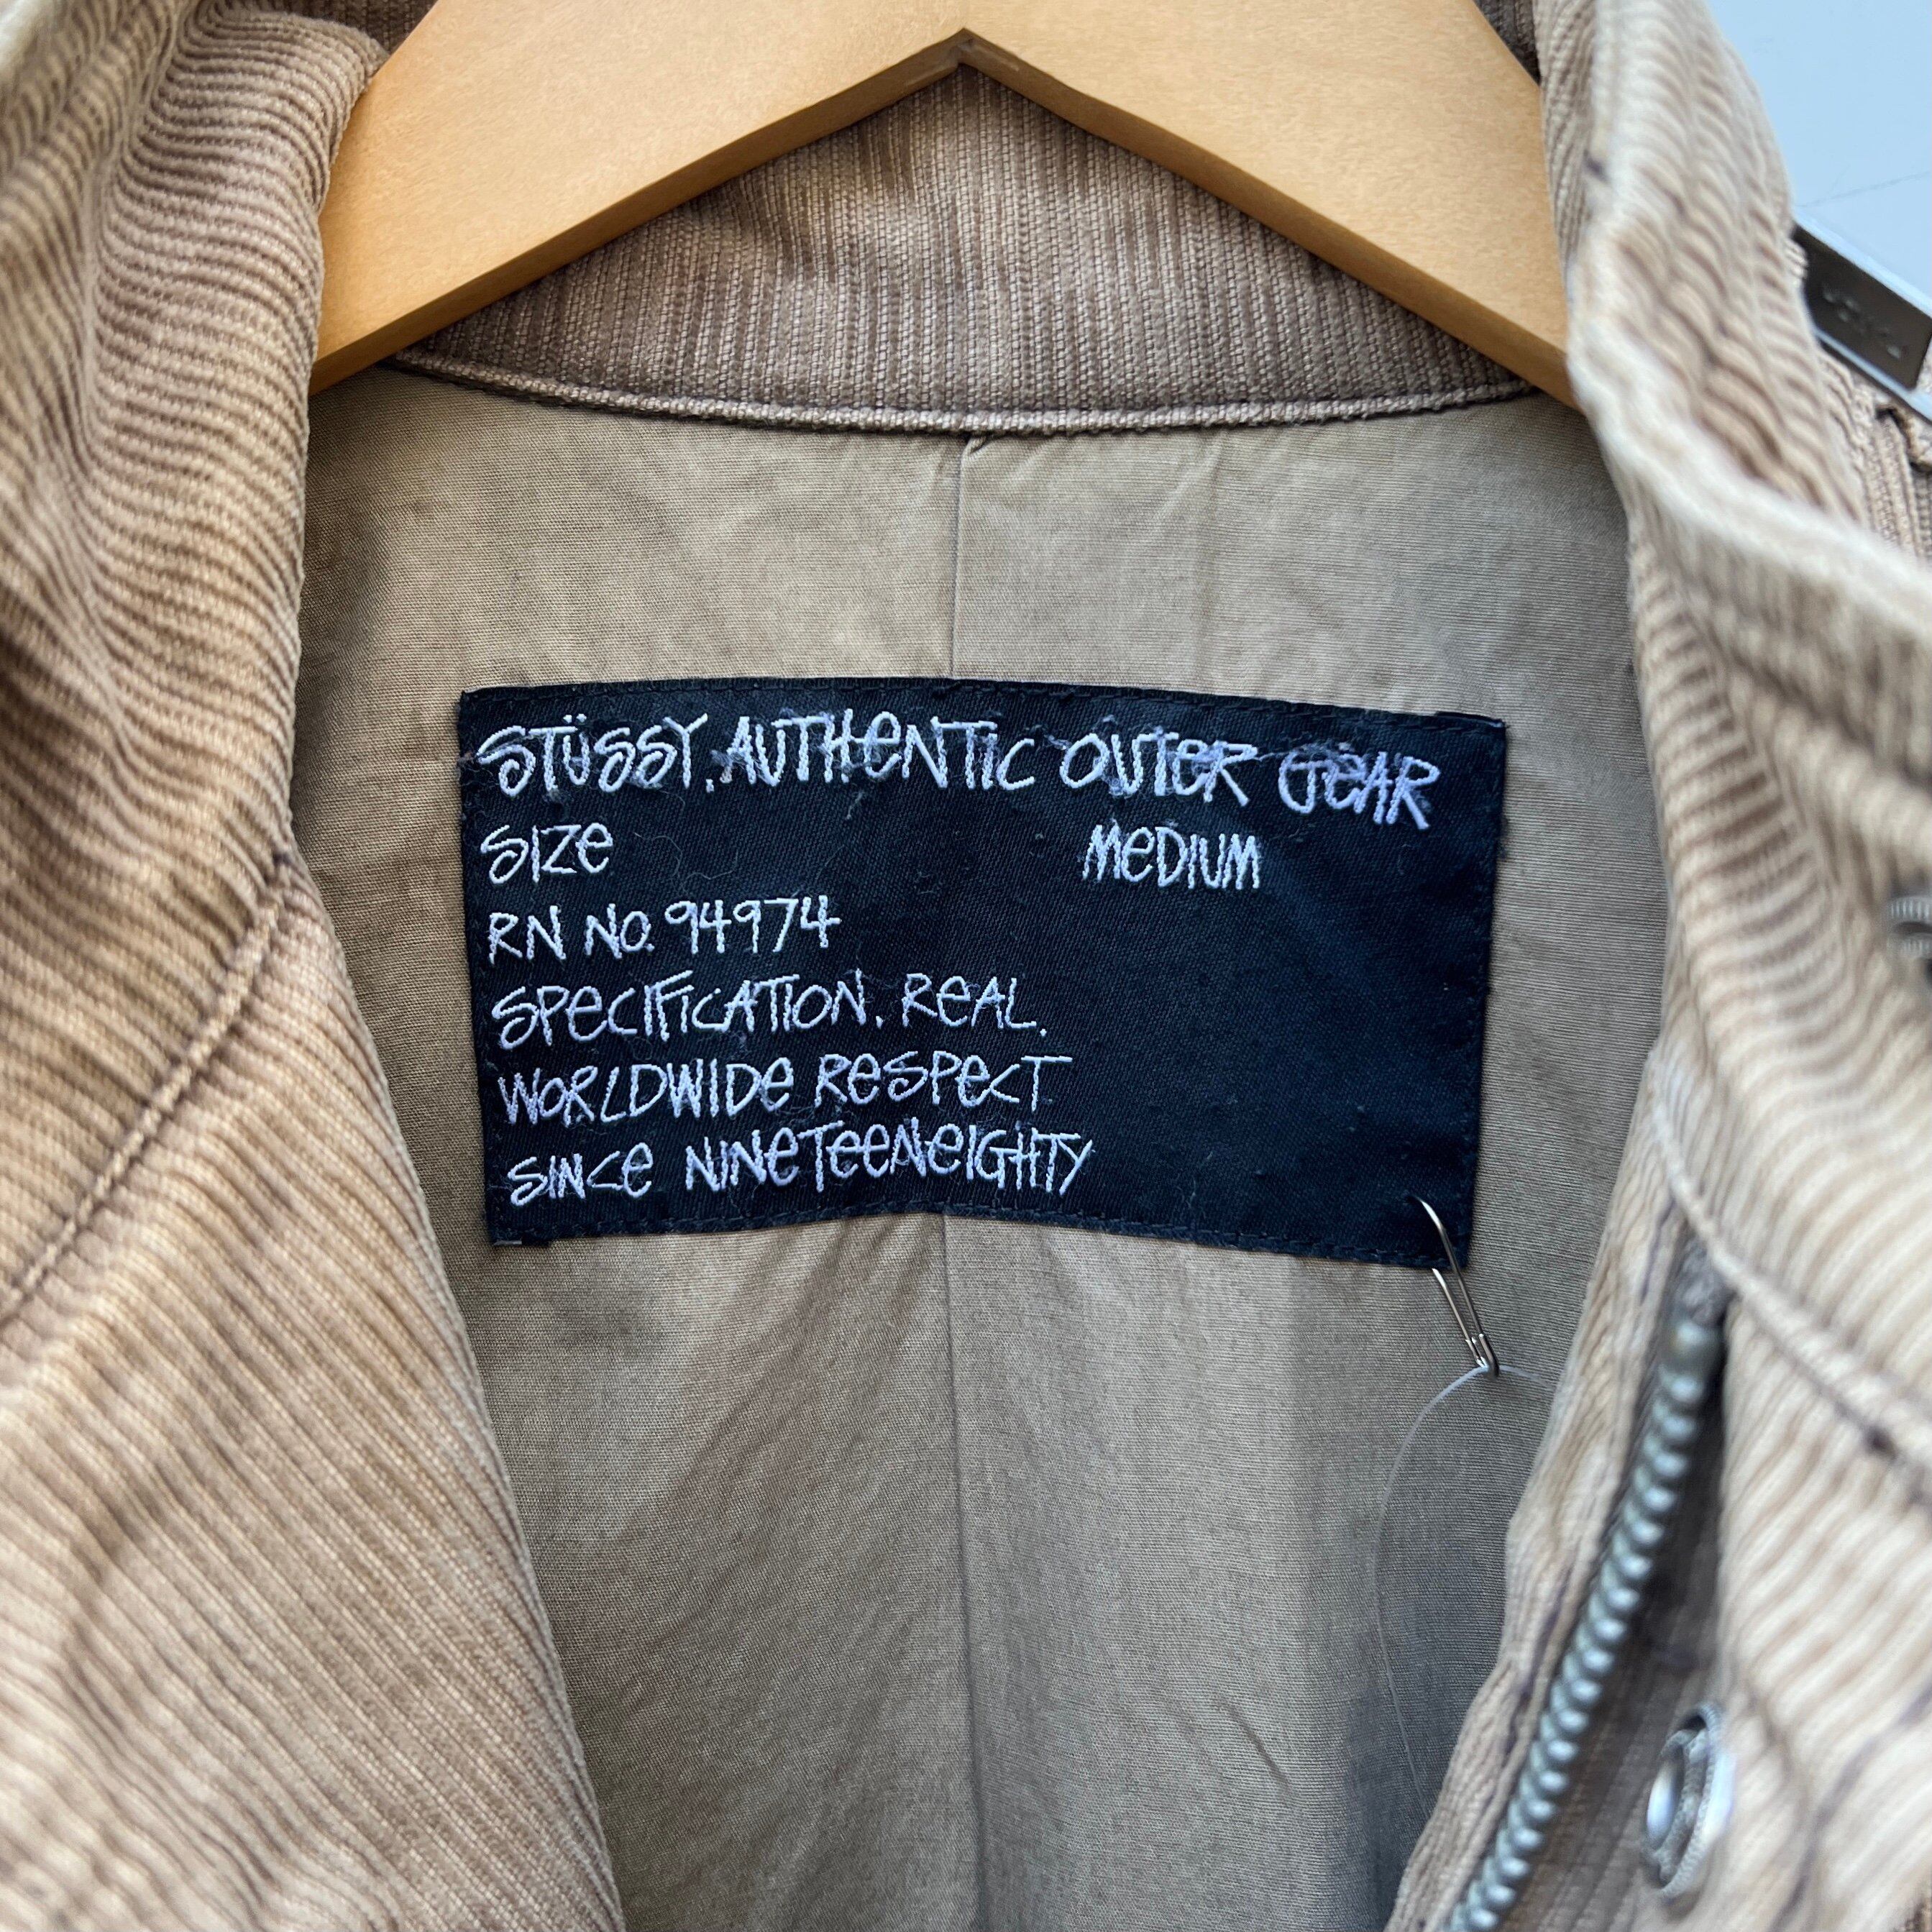 STÜSSY. AUTHENTIC OUTER GEAR
SIZE MEDIUM
RN NO. 94974
SPECIFICATION. REAL.
WORLDWIDE RESPECT
SINCE NINETEENEIGHTY